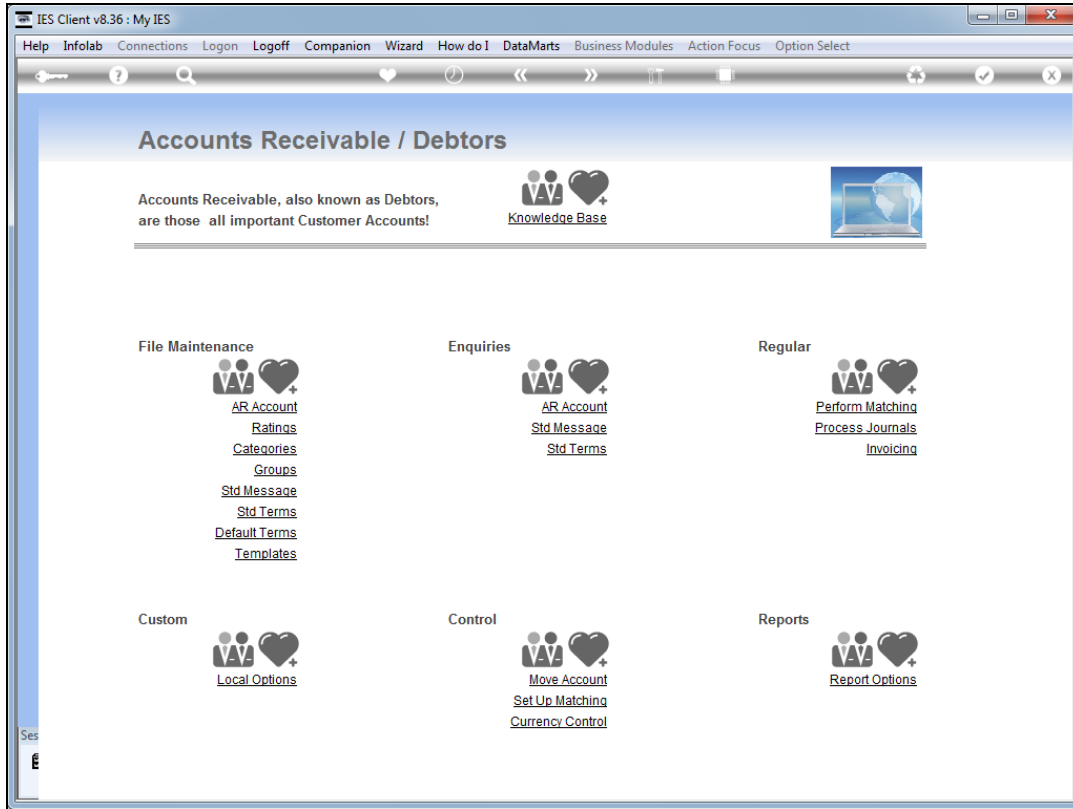 IES Client v8.36 : My IES
Help Infolab Connections Logon Logoff Companion Wizard How do I DataMarts Business Modules Action Focus Option Select
Accounts Receivable / Debtors
Accounts Receivable, also known as Debtors,
are those all important Customer Accounts!
Knowledge Base
File Maintenance
AR Account
Ratings
Categories
Groups
Std Message
Std Terms
Default Terms
Templates
Enquiries
AR Account
Std Message
Std Terms
Regular
Perform Matching
Process Journals
Invoicing
Custom
Local Options
Control
Move Account
Set Up Matching
Currency Control
Reports
Report Options
Ses